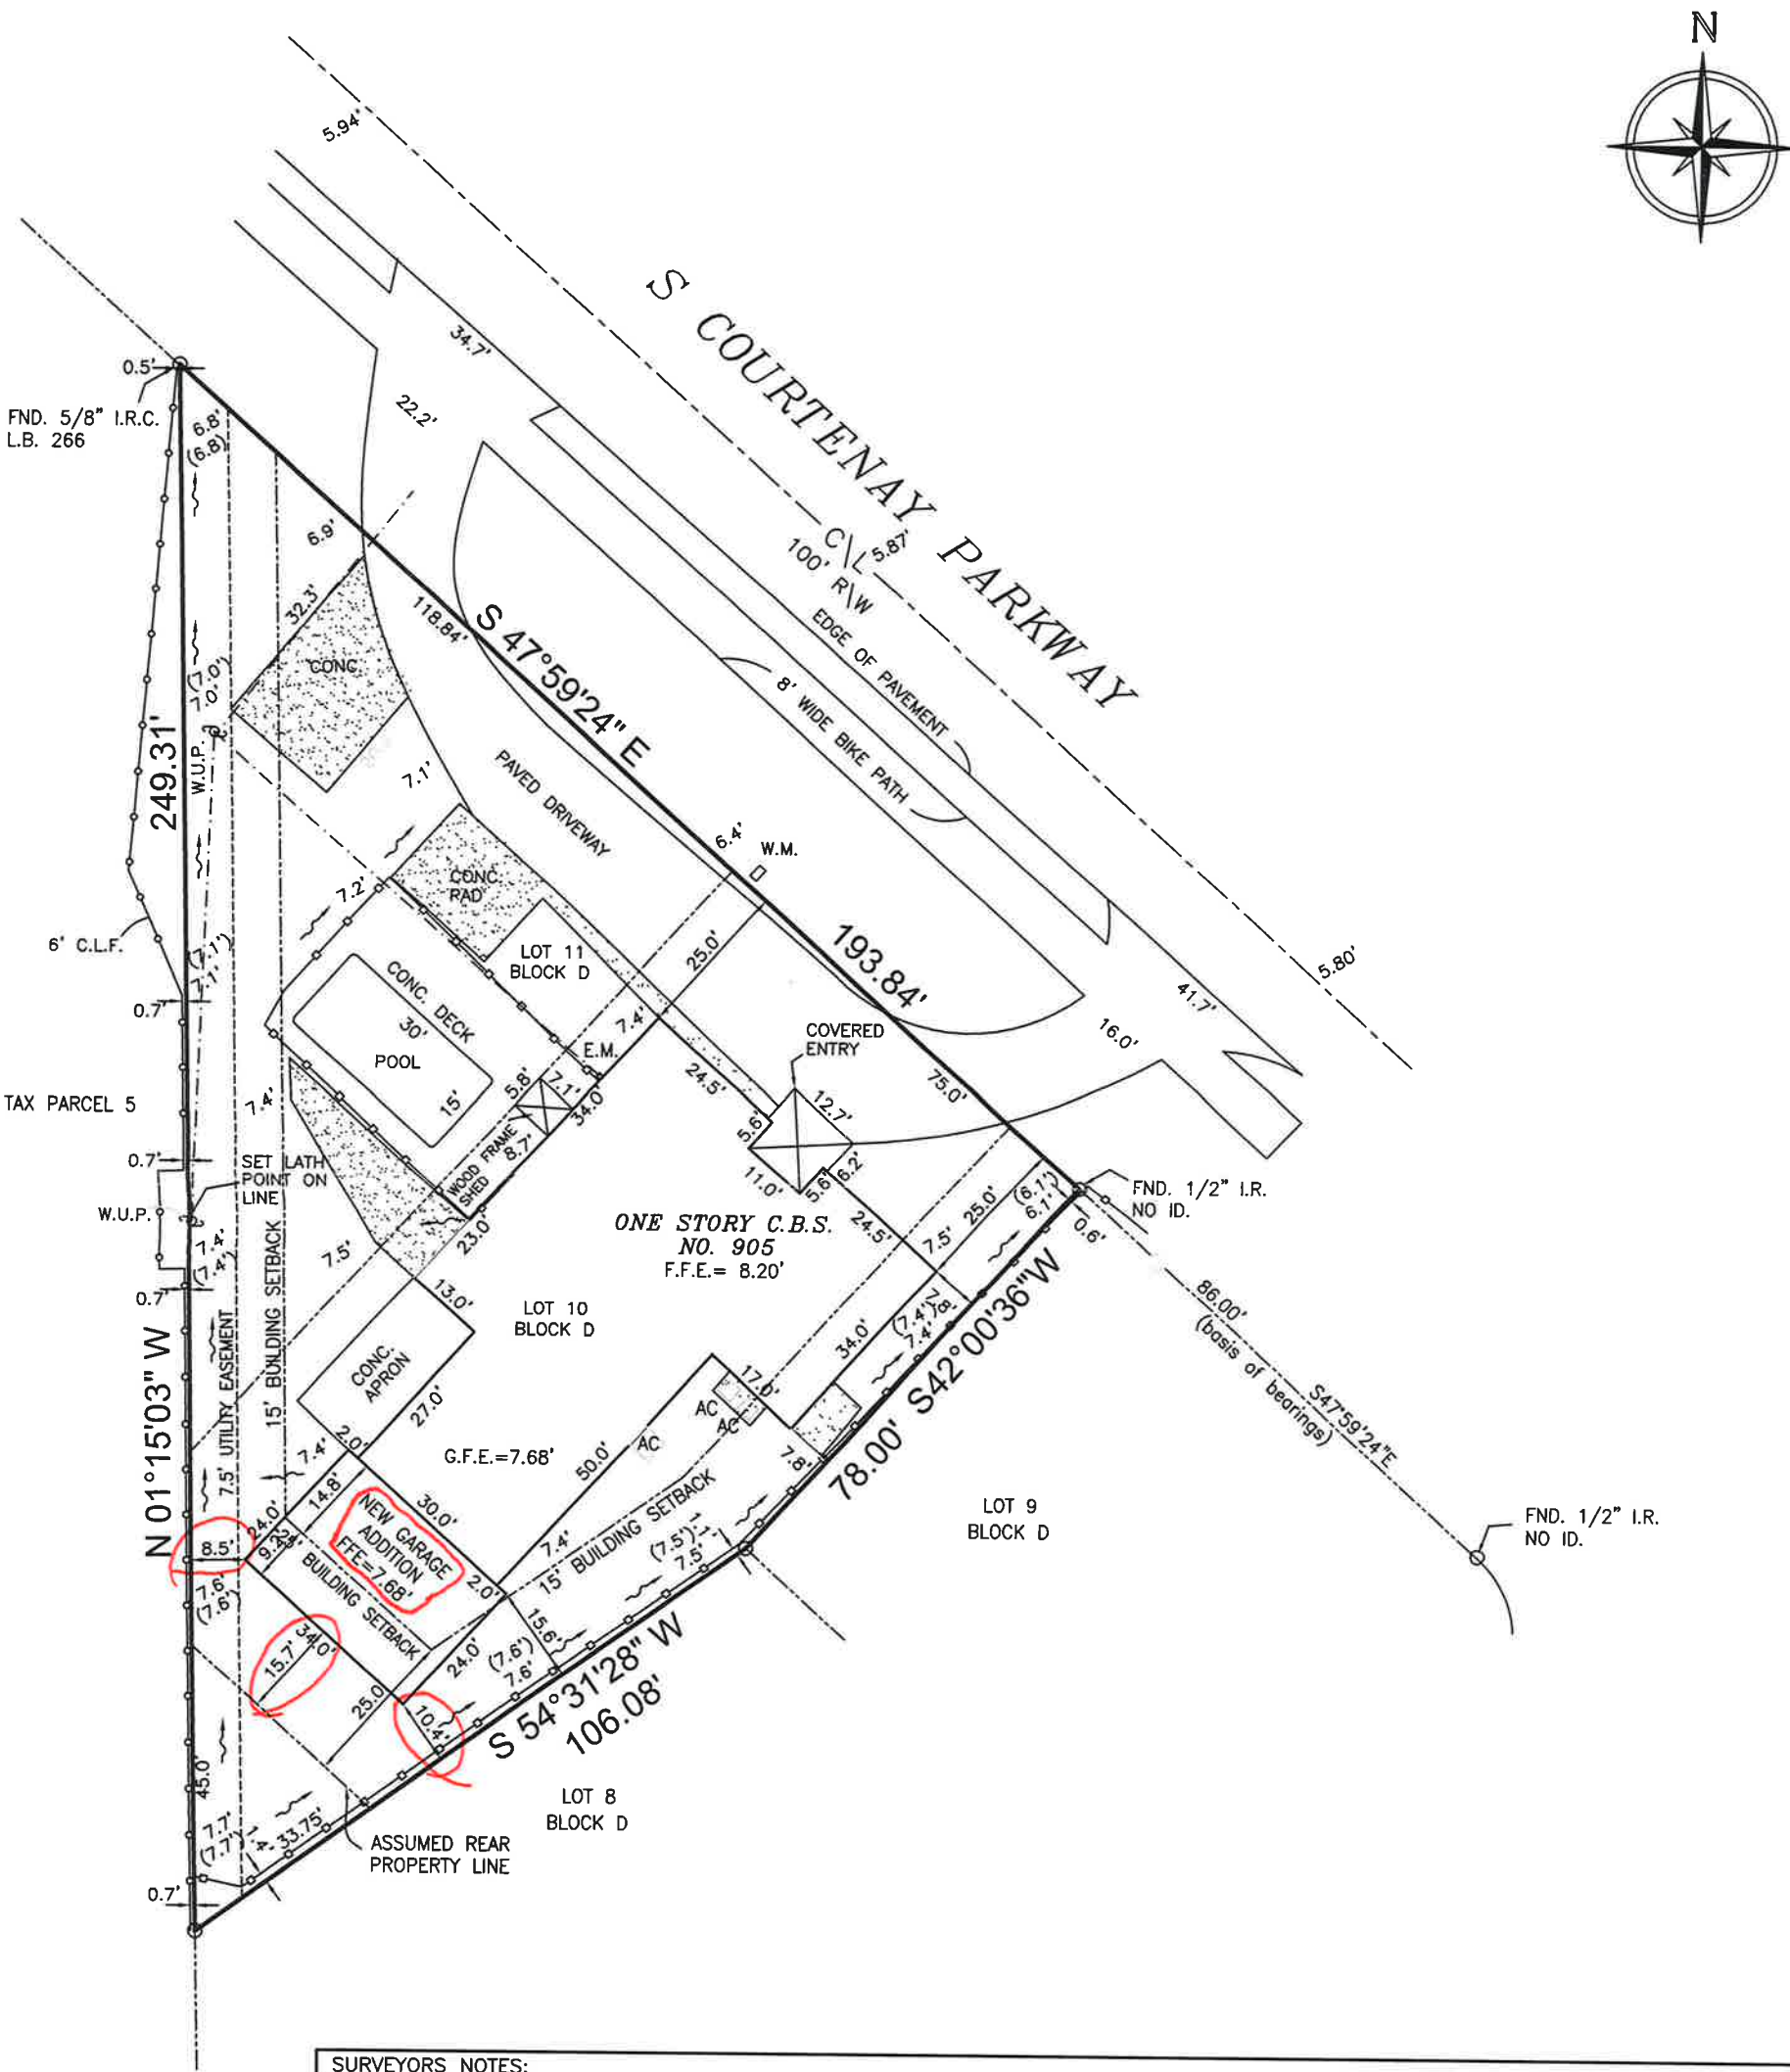 N
5.94'
S COURTENAY PARKWAY
34.7'
22.2'
C\L
5.87'
100' R\W
EDGE OF PAVEMENT
8' WIDE BIKE PATH
0.5'
FND. 5/8" I.R.C.
L.B. 266
6.8'
(6.8)
6.9'
32.3'
118.84'
S 47°59'24" E
CONC.
(7.0')
7.0'
249.31'
W.U.P.
7.1'
PAVED DRIVEWAY
6.4'
W.M.
7.2'
CONC.
PAD
193.84'
5.80'
6' C.L.F.
(7.1')
7.1'
LOT 11
BLOCK D
25.0'
41.7'
0.7'
CONC. DECK
30'
POOL
15'
7.4'
E.M.
COVERED
ENTRY
16.0'
TAX PARCEL 5
7.4'
5.8'
7.1'
34.0'
24.5'
12.7'
75.0'
5.6'
0.7'
SET LATH
POINT ON
LINE
WOOD FRAME
SHED
8.7'
11.0'
5.6'
6.2'
(6.1')
6.1'
FND. 1/2" I.R.
NO ID.
W.U.P.
23.0'
ONE STORY C.B.S.
NO. 905
F.F.E.= 8.20'
24.5'
7.5'
25.0'
0.6'
7.4'
(7.4')
7.5'
0.7'
13.0'
LOT 10
BLOCK D
7.8'
(7.4')
7.4'
34.0'
S42°00'36"W
78.00'
86.00'
(basis of bearings)
S47°59'24"E
N 01°15'03" W
7.5' UTILITY EASEMENT
15' BUILDING SETBACK
CONC.
APRON
27.0'
17.0'
AC
AC
AC
2.0'
7.4'
G.F.E.=7.68'
50.0'
7.8'
14.8'
30.0'
NEW GARAGE
ADDITION
FFE=7.68'
LOT 9
BLOCK D
FND. 1/2" I.R.
NO ID.
24.0'
9.2'
25' BUILDING SETBACK
8.5'
7.4'
15' BUILDING SETBACK
(7.5')
7.5'
1.1'
2.0'
7.6'
(7.6')
34.0'
15.7'
24.0'
15.6'
(7.6')
7.6'
25.0'
10.4'
S 54°31'28" W
106.08'
45.0'
LOT 8
BLOCK D
7.7'
(7.7')
1.4'
33.75'
ASSUMED REAR
PROPERTY LINE
0.7'
SURVEYORS NOTES: